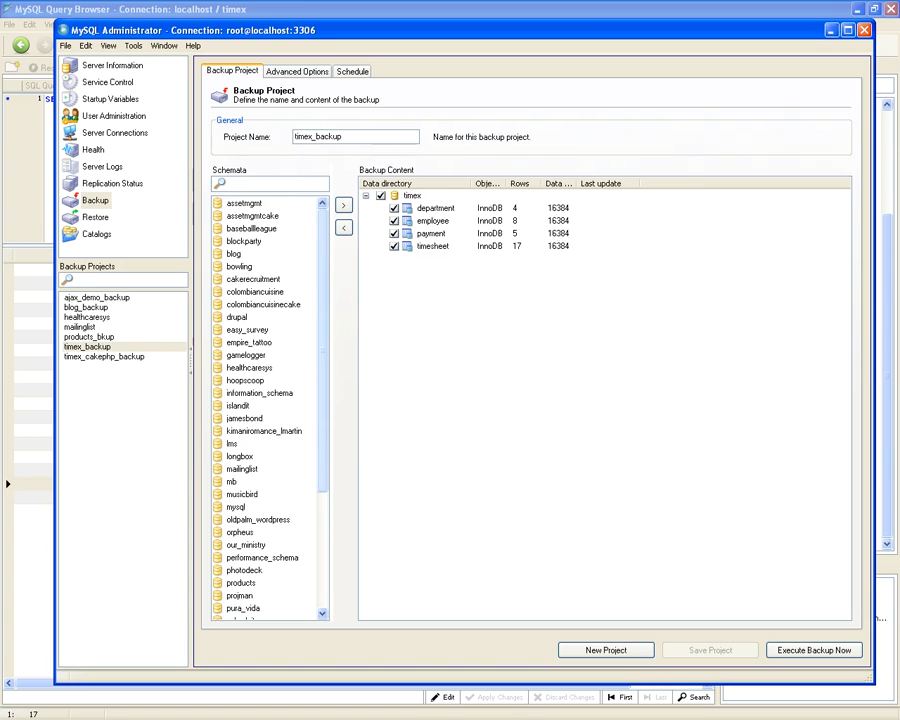 MySQL Query Browser - Connection: localhost / timex
File Edit
MySQL Administrator - Connection: root@localhost:3306
File Edit View Tools Window Help
Server Information
Service Control
Startup Variables
User Administration
Server Connections
Health
Server Logs
Replication Status
Backup
Restore
Catalogs
Backup Projects
ajax_demo_backup
blog_backup
healthcaresys
mailinglist
products_bkup
timex_backup
timex_cakephp_backup
Backup Project Advanced Options Schedule
Backup Project
Define the name and content of the backup
General
Project Name: timex_backup Name for this backup project.
Schemata
assetmgmt
assetmgmtcake
baseballleague
blockparty
blog
bowling
cakerecruitment
colombiancuisine
colombiancuisinecake
drupal
easy_survey
empire_tattoo
gamelogger
healthcaresys
hoopscoop
information_schema
islandit
jamesbond
kimaniromance_lmartin
lms
longbox
mailinglist
mb
musicbird
mysql
oldpalm_wordpress
orpheus
our_ministry
performance_schema
photodeck
products
projman
pura_vida
Backup Content
Data directory Obje... Rows Data ... Last update
timex
department InnoDB 4 16384
employee InnoDB 8 16384
payment InnoDB 5 16384
timesheet InnoDB 17 16384
New Project Save Project Execute Backup Now
Edit Apply Changes Discard Changes First Last Search
1: 17